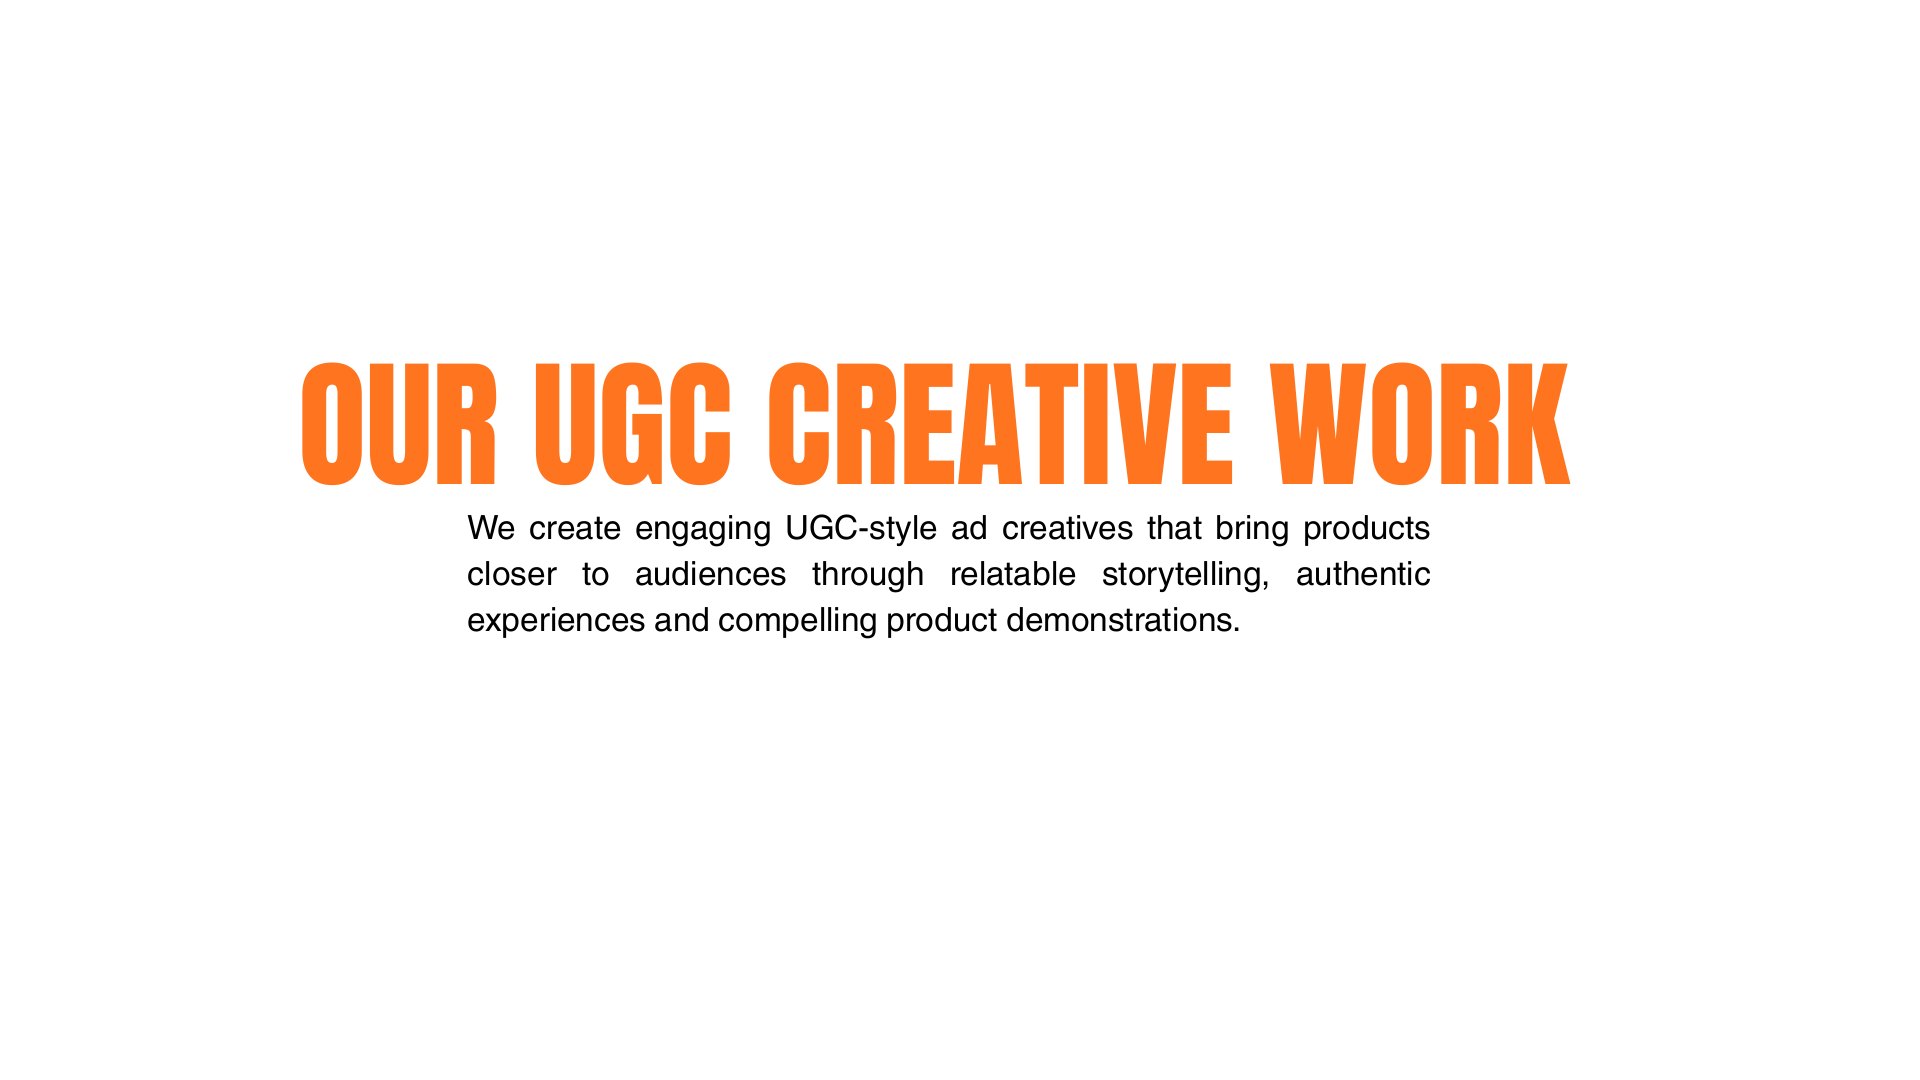 OUR UGC CREATIVE WORK
We create engaging UGC-style ad creatives that bring products
closer to audiences through relatable storytelling, authentic
experiences and compelling product demonstrations.